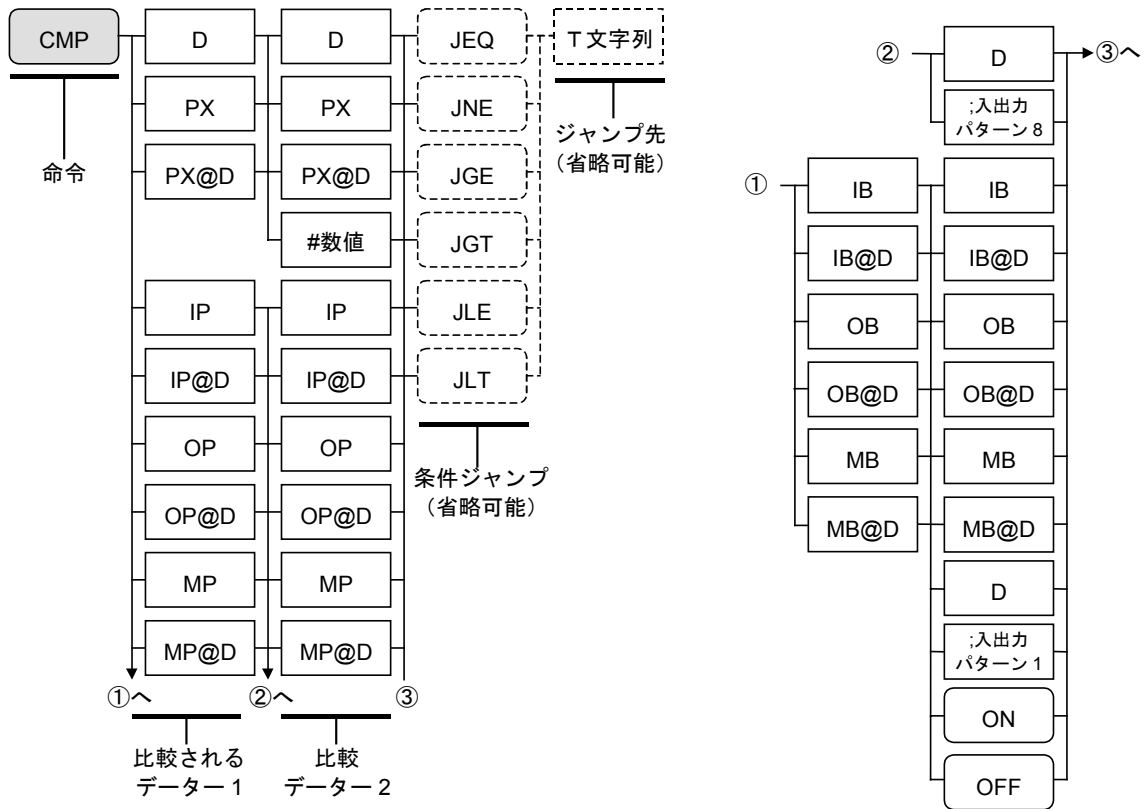 CMP
D
D
JEQ
T文字列
PX
PX
JNE
PX@D
PX@D
JGE
#数値
JGT
IP
IP
JLE
IP@D
IP@D
JLT
OP
OP
OP@D
OP@D
MP
MP
MP@D
MP@D
命令
ジャンプ先
(省略可能)
条件ジャンプ
(省略可能)
①へ
②へ
③
比較される
データー1
比較
データー2
②
D
③へ
;入出力
パターン8
①
IB
IB
IB@D
IB@D
OB
OB
OB@D
OB@D
MB
MB
MB@D
MB@D
D
;入出力
パターン1
ON
OFF